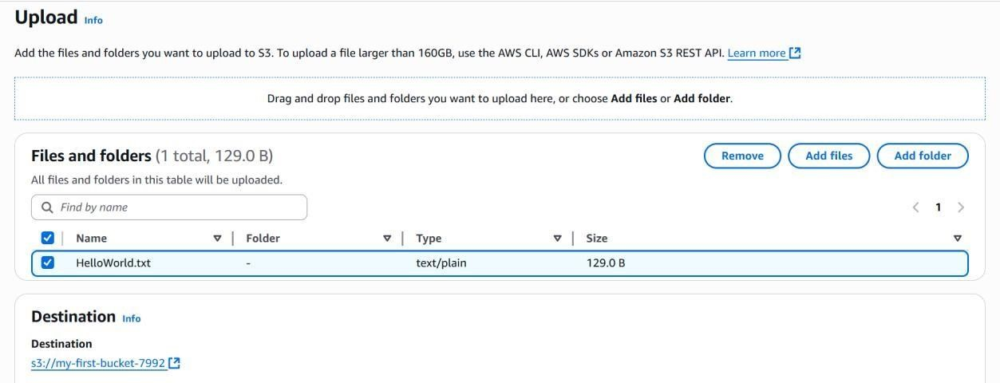 Upload Info
Add the files and folders you want to upload to S3. To upload a file larger than 160GB, use the AWS CLI, AWS SDKs or Amazon S3 REST API. Learn more
Drag and drop files and folders you want to upload here, or choose Add files or Add folder.
Files and folders (1 total, 129.0 B)
Remove Add files Add folder
All files and folders in this table will be uploaded.
Find by name
1
Name Folder Type Size
HelloWorld.txt - text/plain 129.0 B
Destination Info
Destination
s3://my-first-bucket-7992